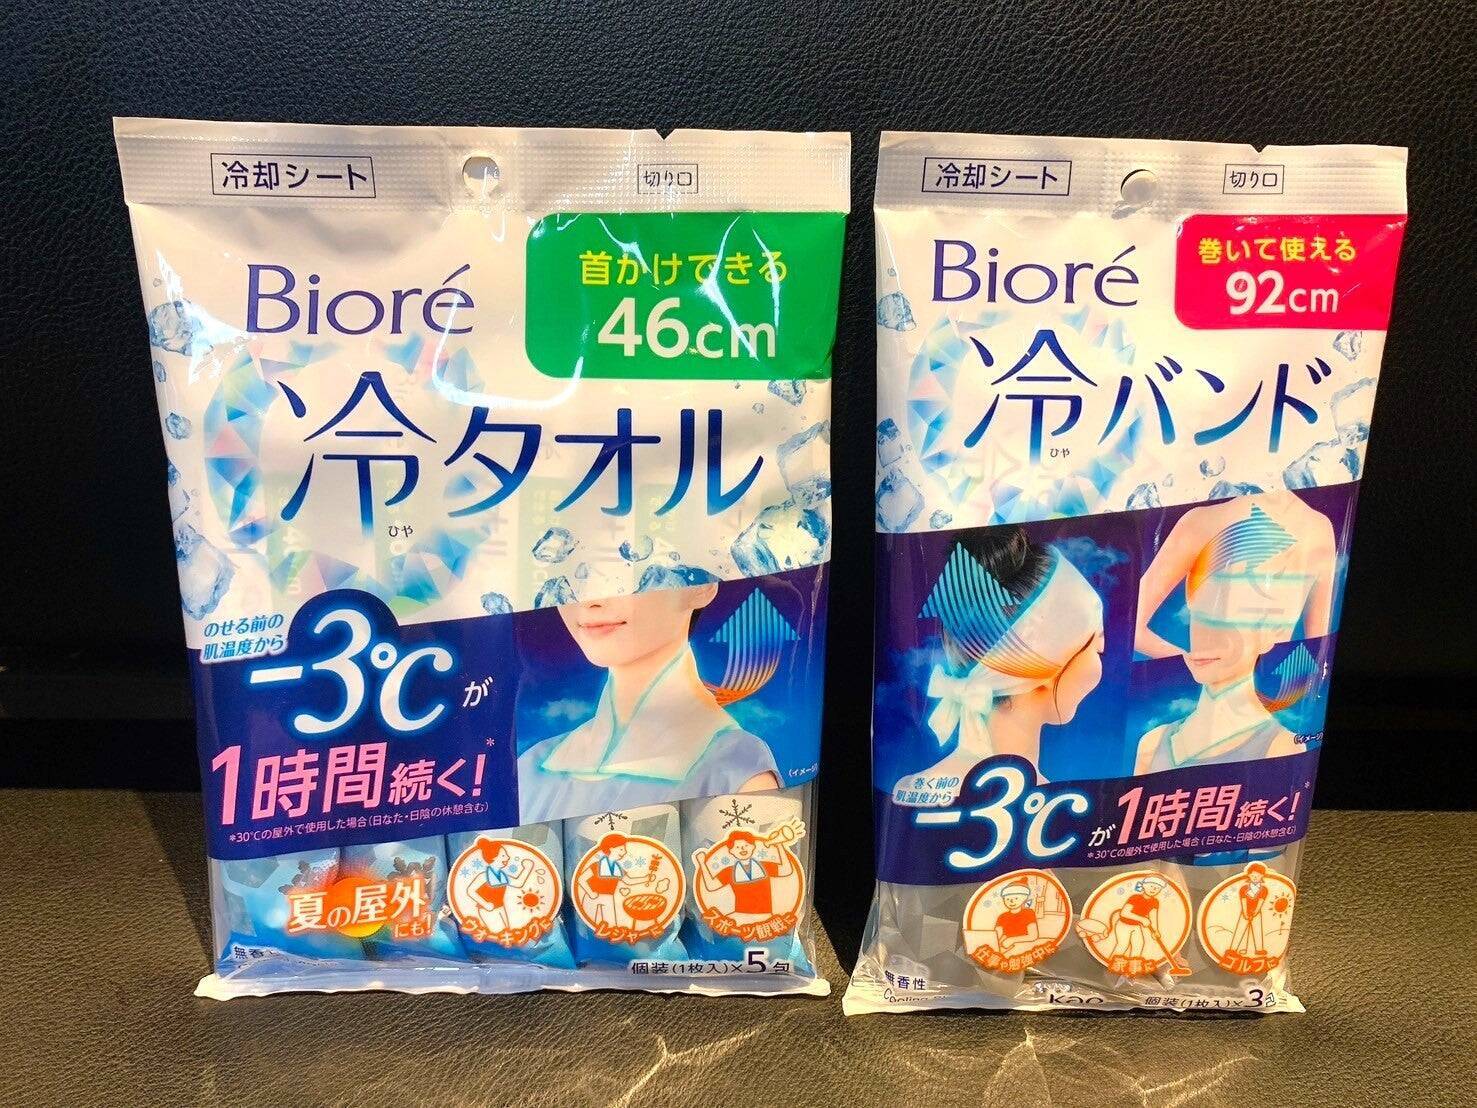 冷却シート
切り口
Bioré
首かけできる
46cm
冷タオル
ひや
のせる前の
肌温度から
-3℃が
1時間続く!*
*30℃の屋外で使用した場合(日なた・日陰の休憩含む)
(イメージ)
夏の屋外
にも!
ウォーキングに
レジャーに
スポーツ観戦に
無香
個装(1枚入)×5包
冷却シート
切り口
Bioré
巻いて使える
92cm
冷バンド
ひや
(イメージ)
巻く前の
肌温度から
-3℃が
1時間続く!*
*30℃の屋外で使用した場合(日なた・日陰の休憩含む)
仕事や勉強中に
家事に
ゴルフに
無香性
Cooling
Kao
個装(1枚入)×3包